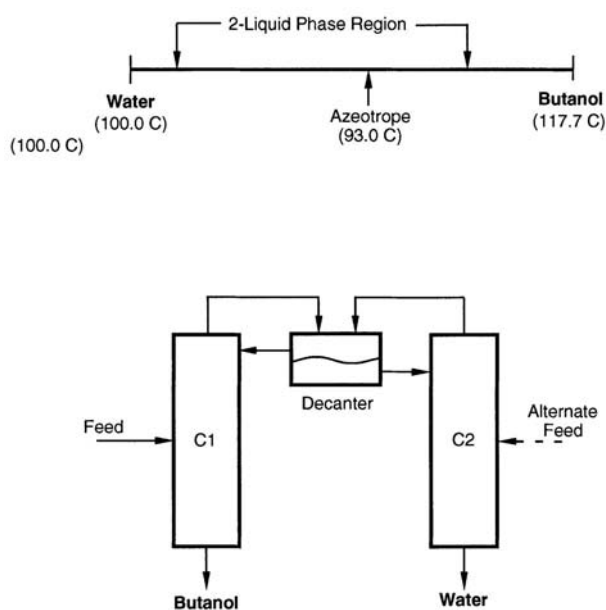 2-Liquid Phase Region
Water
(100.0 C)
Azeotrope
(93.0 C)
Butanol
(117.7 C)
(100.0 C)
Decanter
Feed
C1
C2
Alternate
Feed
Butanol
Water